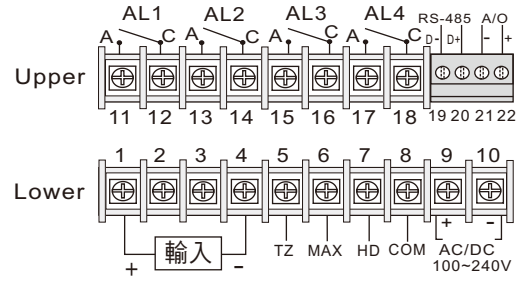 AL1 AL2 AL3 AL4 RS-485 A/O
A C A C A C A C D- D+ - +
Upper
11 12 13 14 15 16 17 18 19 20 21 22
1 2 3 4 5 6 7 8 9 10
Lower
+ 輸入 - TZ MAX HD COM + -
AC/DC
100~240V